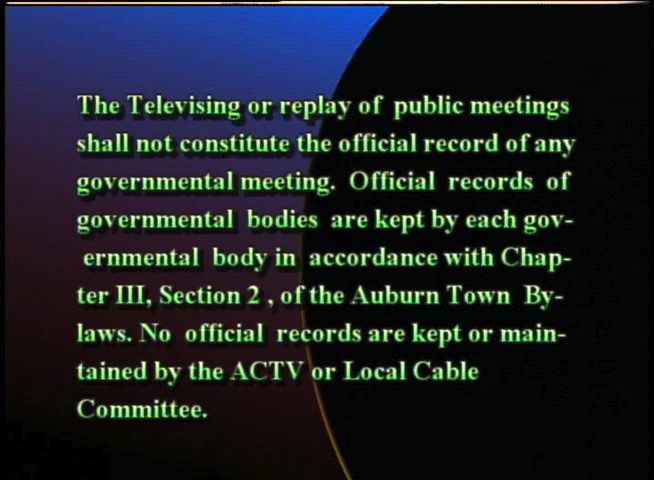 The Televising or replay of public meetings
shall not constitute the official record of any
governmental meeting. Official records of
governmental bodies are kept by each gov-
ernmental body in accordance with Chap-
ter III, Section 2 , of the Auburn Town By-
laws. No official records are kept or main-
tained by the ACTV or Local Cable
Committee.